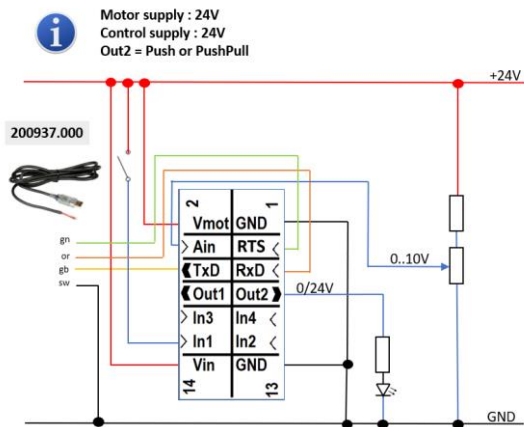 Motor supply : 24V
Control supply : 24V
Out2 = Push or PushPull
+24V
200937.000
2 1
Vmot GND
Ain RTS
TxD RxD
Out1 Out2
In3 In4
In1 In2
Vin GND
14 13
gn
or
gb
sw
0..10V
0/24V
GND